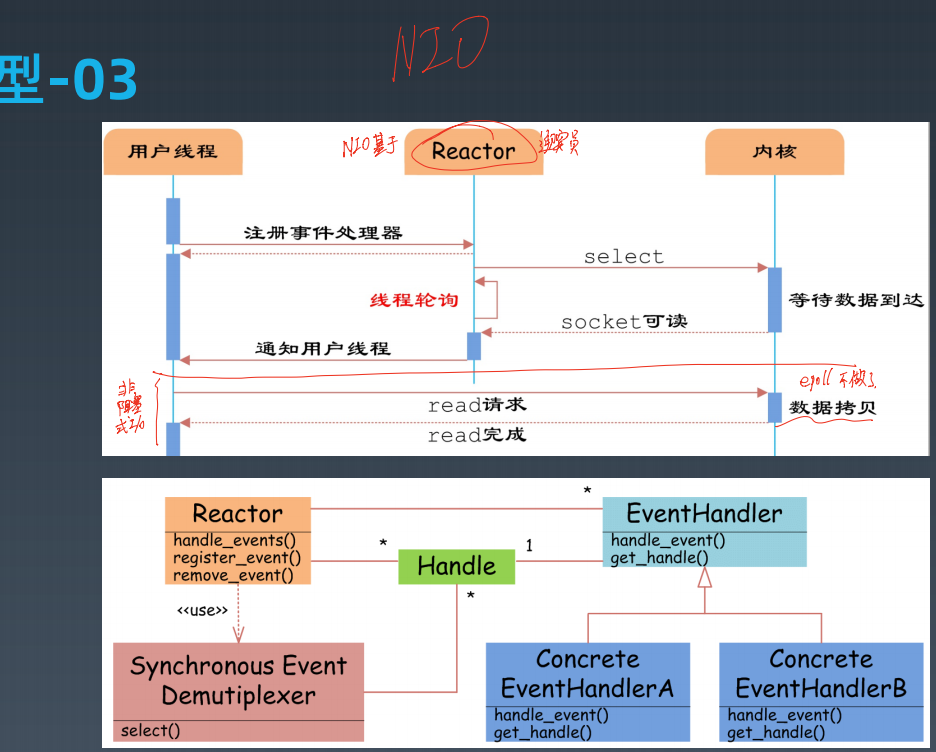 NIO
型-03
用户线程
NIO基于
Reactor
内核
注册事件处理器
select
线程轮询
等待数据到达
socket可读
通知用户线程
非
阻塞
式I/O
epoll 不做了
read请求
数据拷贝
read完成
Reactor
handle_events()
register_event()
remove_event()
*
*
Handle
1
*
EventHandler
handle_event()
get_handle()
<<use>>
Synchronous Event
Demutiplexer
select()
Concrete
EventHandlerA
handle_event()
get_handle()
Concrete
EventHandlerB
handle_event()
get_handle()